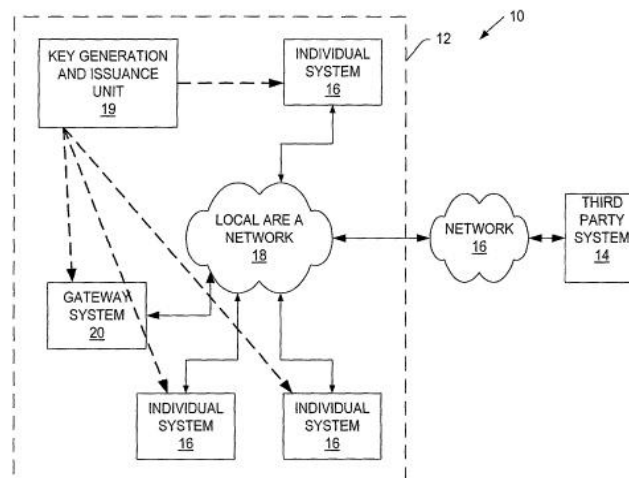 10
12
KEY GENERATION
AND ISSUANCE
UNIT
19
INDIVIDUAL
SYSTEM
16
LOCAL ARE A
NETWORK
18
NETWORK
16
THIRD
PARTY
SYSTEM
14
GATEWAY
SYSTEM
20
INDIVIDUAL
SYSTEM
16
INDIVIDUAL
SYSTEM
16